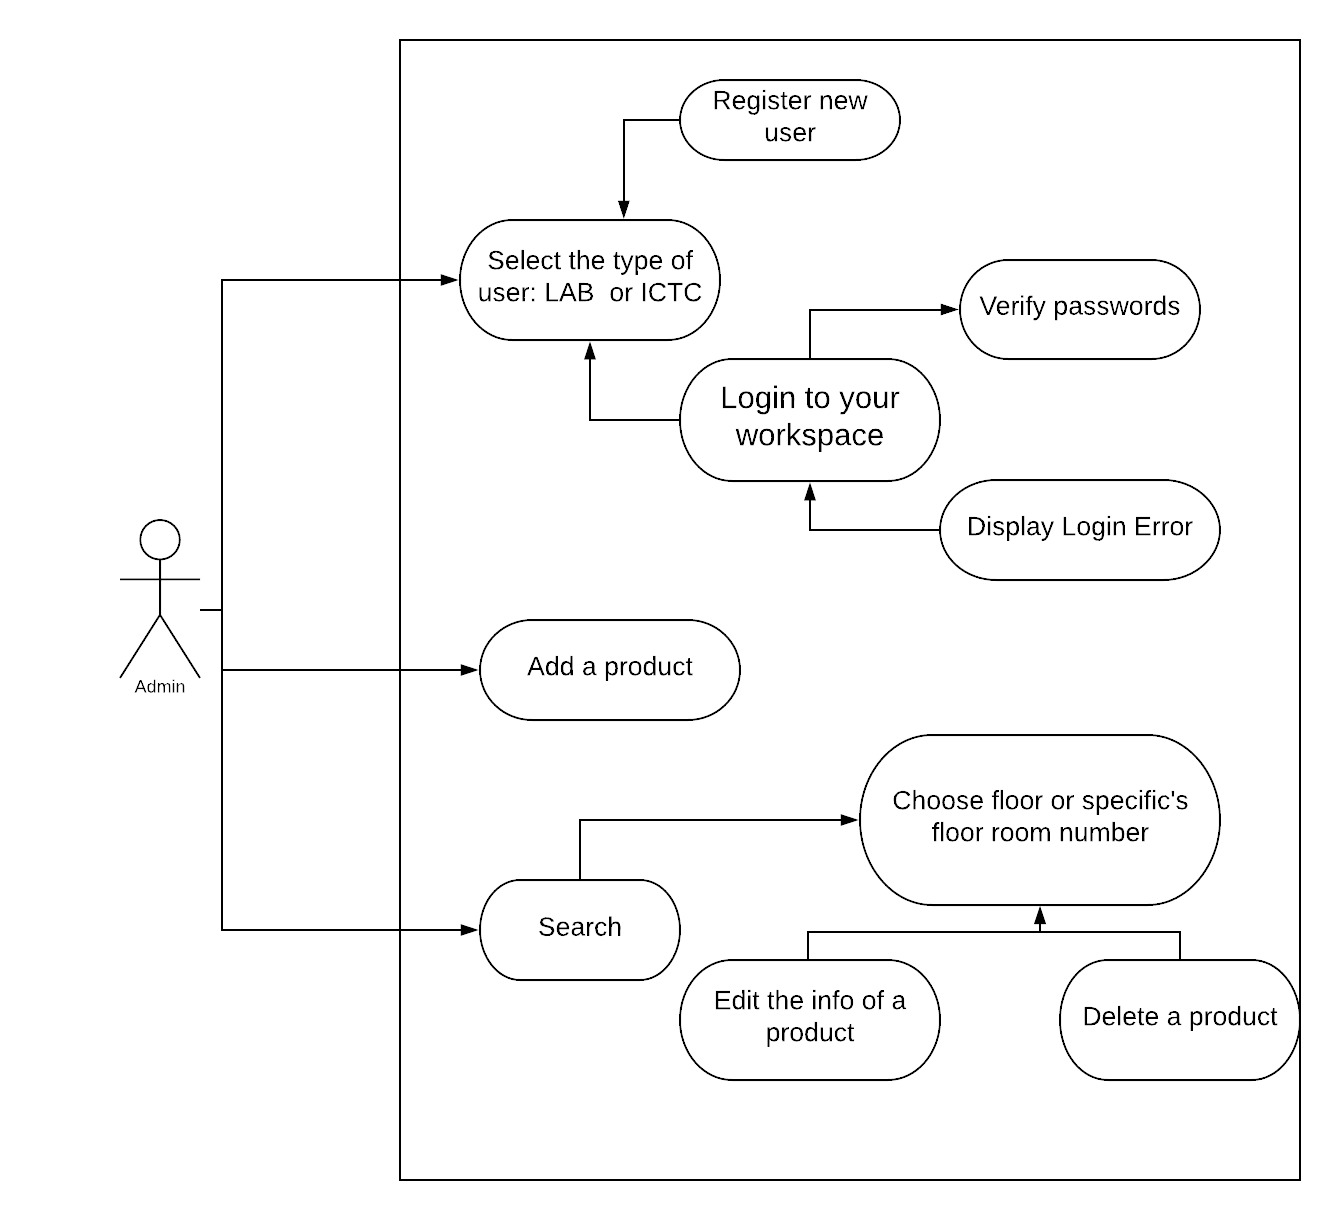 Register new
user
Select the type of
user: LAB  or ICTC
Verify passwords
Login to your
workspace
Display Login Error
Admin
Add a product
Choose floor or specific's
floor room number
Search
Edit the info of a
product
Delete a product